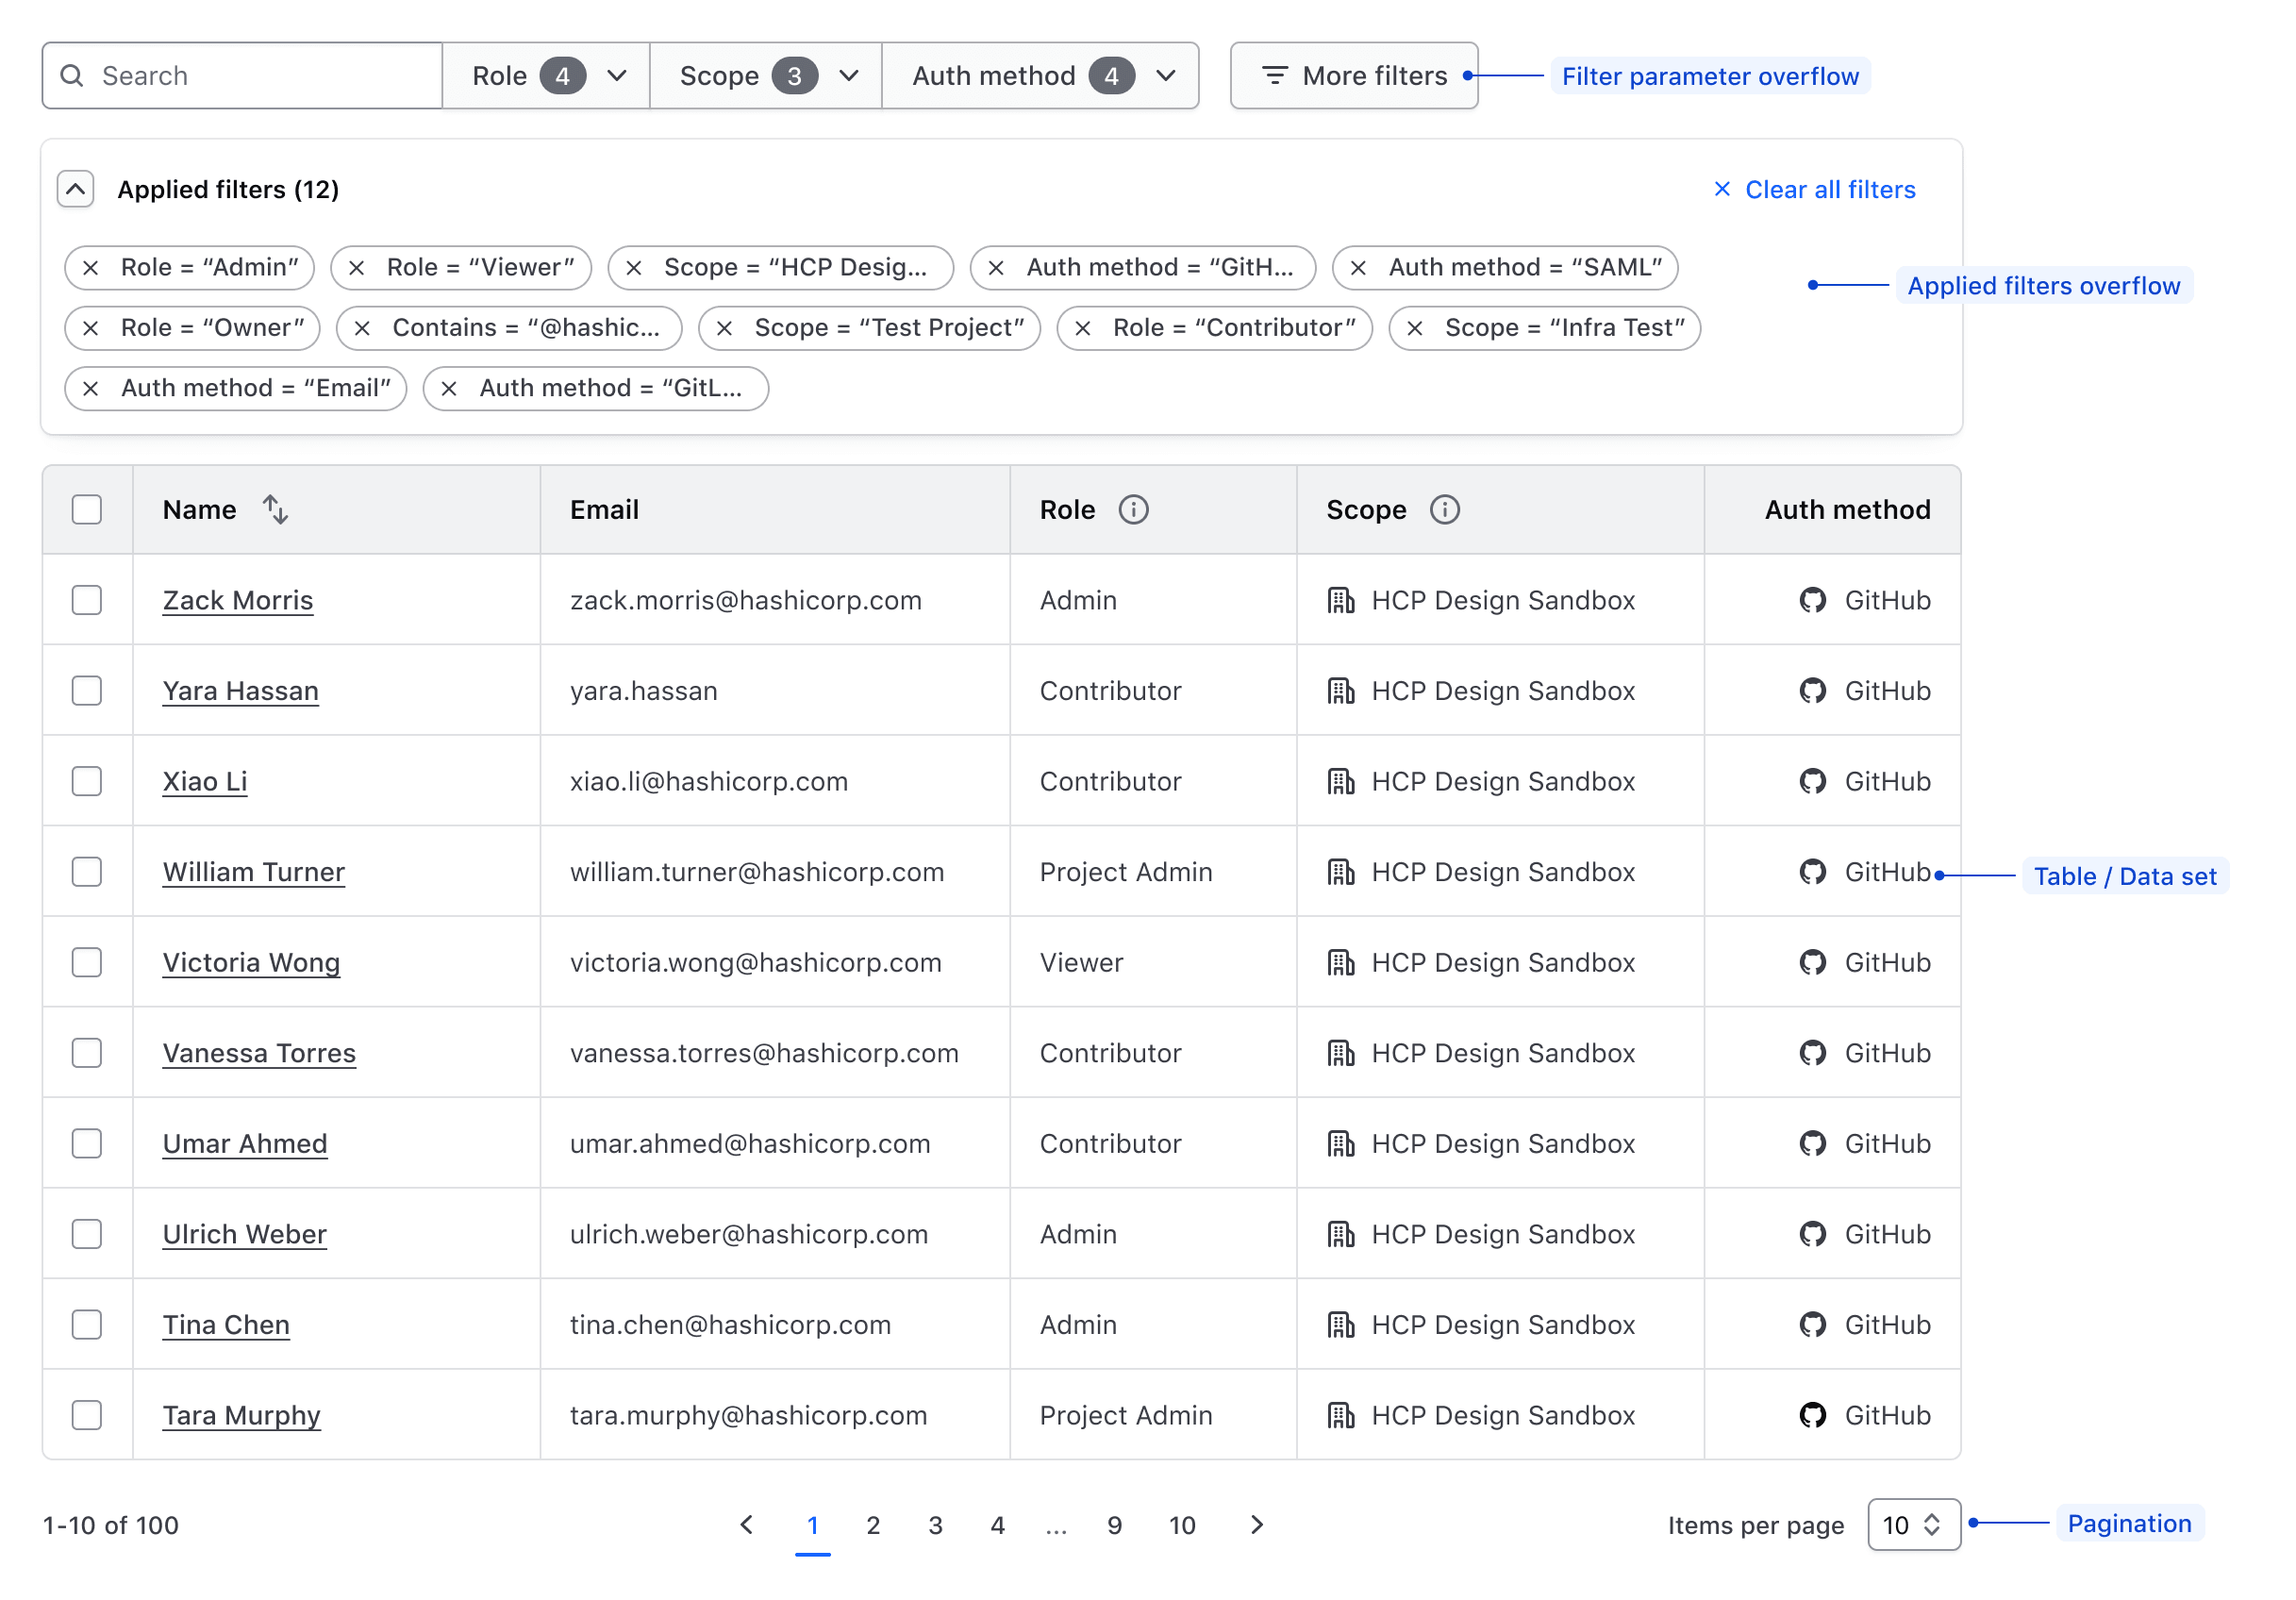 Search Role 4 Scope 3 Auth method 4 More filters Filter parameter overflow
Applied filters (12) Clear all filters
Role = “Admin” Role = “Viewer” Scope = “HCP Desig... Auth method = “GitH... Auth method = “SAML”
Applied filters overflow
Role = “Owner” Contains = “@hashic... Scope = “Test Project” Role = “Contributor” Scope = “Infra Test”
Auth method = “Email” Auth method = “GitL...
Name Email Role Scope Auth method
Zack Morris zack.morris@hashicorp.com Admin HCP Design Sandbox GitHub
Yara Hassan yara.hassan Contributor HCP Design Sandbox GitHub
Xiao Li xiao.li@hashicorp.com Contributor HCP Design Sandbox GitHub
William Turner william.turner@hashicorp.com Project Admin HCP Design Sandbox GitHub Table / Data set
Victoria Wong victoria.wong@hashicorp.com Viewer HCP Design Sandbox GitHub
Vanessa Torres vanessa.torres@hashicorp.com Contributor HCP Design Sandbox GitHub
Umar Ahmed umar.ahmed@hashicorp.com Contributor HCP Design Sandbox GitHub
Ulrich Weber ulrich.weber@hashicorp.com Admin HCP Design Sandbox GitHub
Tina Chen tina.chen@hashicorp.com Admin HCP Design Sandbox GitHub
Tara Murphy tara.murphy@hashicorp.com Project Admin HCP Design Sandbox GitHub
1-10 of 100 1 2 3 4 ... 9 10 Items per page 10 Pagination